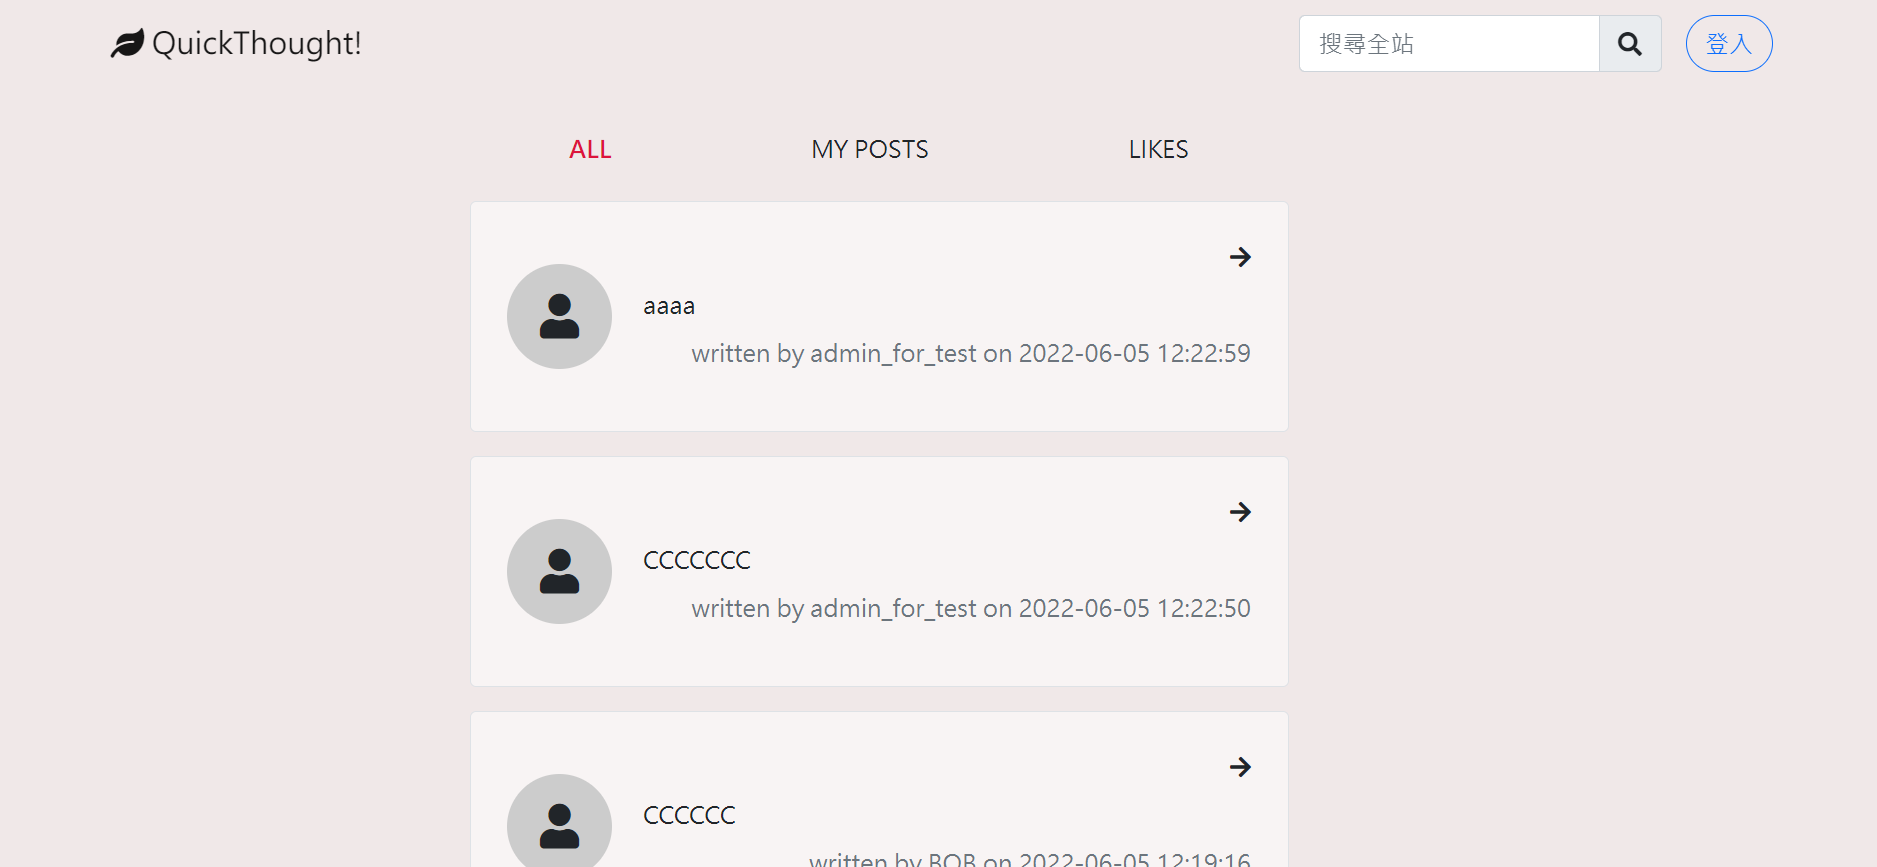 QuickThought!
搜尋全站
登入
ALL MY POSTS LIKES
aaaa
written by admin_for_test on 2022-06-05 12:22:59
CCCCCCC
written by admin_for_test on 2022-06-05 12:22:50
CCCCCC
written by BOB on 2022-06-05 12:19:16